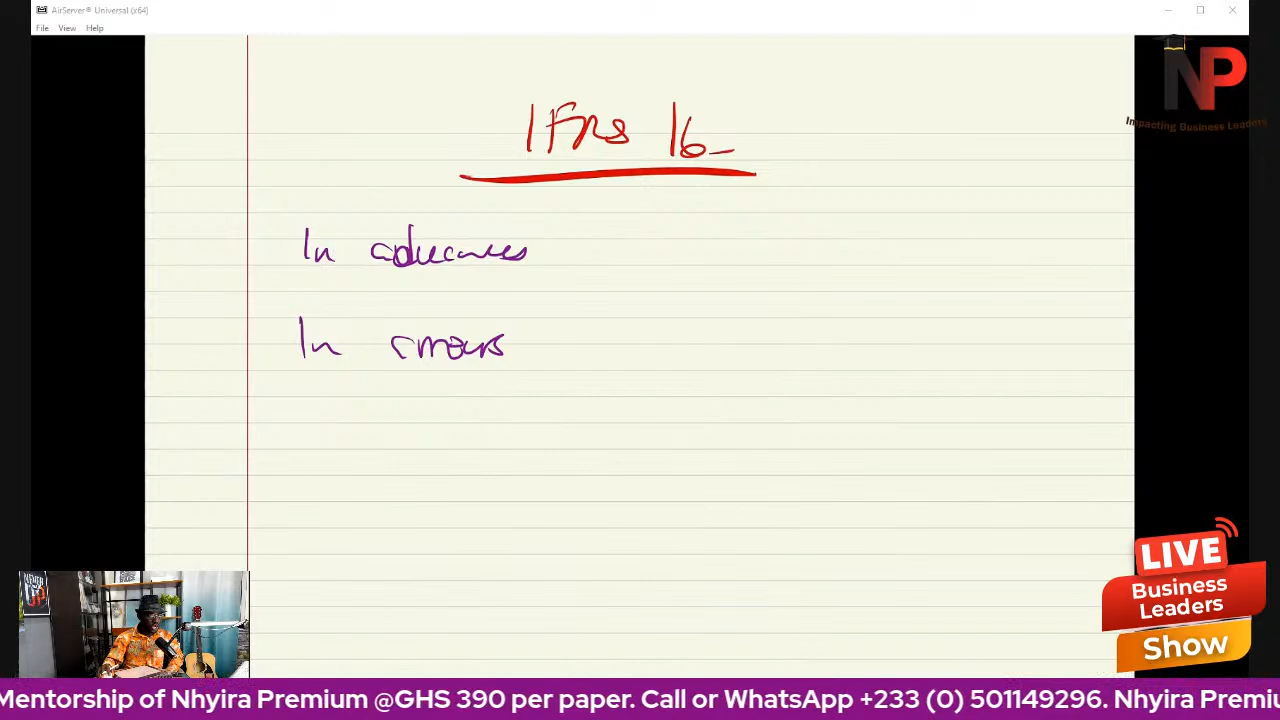 AirServer® Universal (x64)
File View Help
NP
Impacting Business Leaders
IFRS 16
In advances
In arrears
LIVE
Business
Leaders
Show
Mentorship of Nhyira Premium @GHS 390 per paper. Call or WhatsApp +233 (0) 501149296. Nhyira Premiu